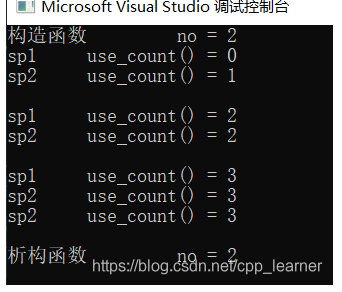 Microsoft Visual Studio 调试控制台
构造函数 no = 2
sp1 use_count() = 0
sp2 use_count() = 1
sp1 use_count() = 2
sp2 use_count() = 2
sp1 use_count() = 3
sp2 use_count() = 3
sp2 use_count() = 3
析构函数 no = 2
https://blog.csdn.net/cpp_learner